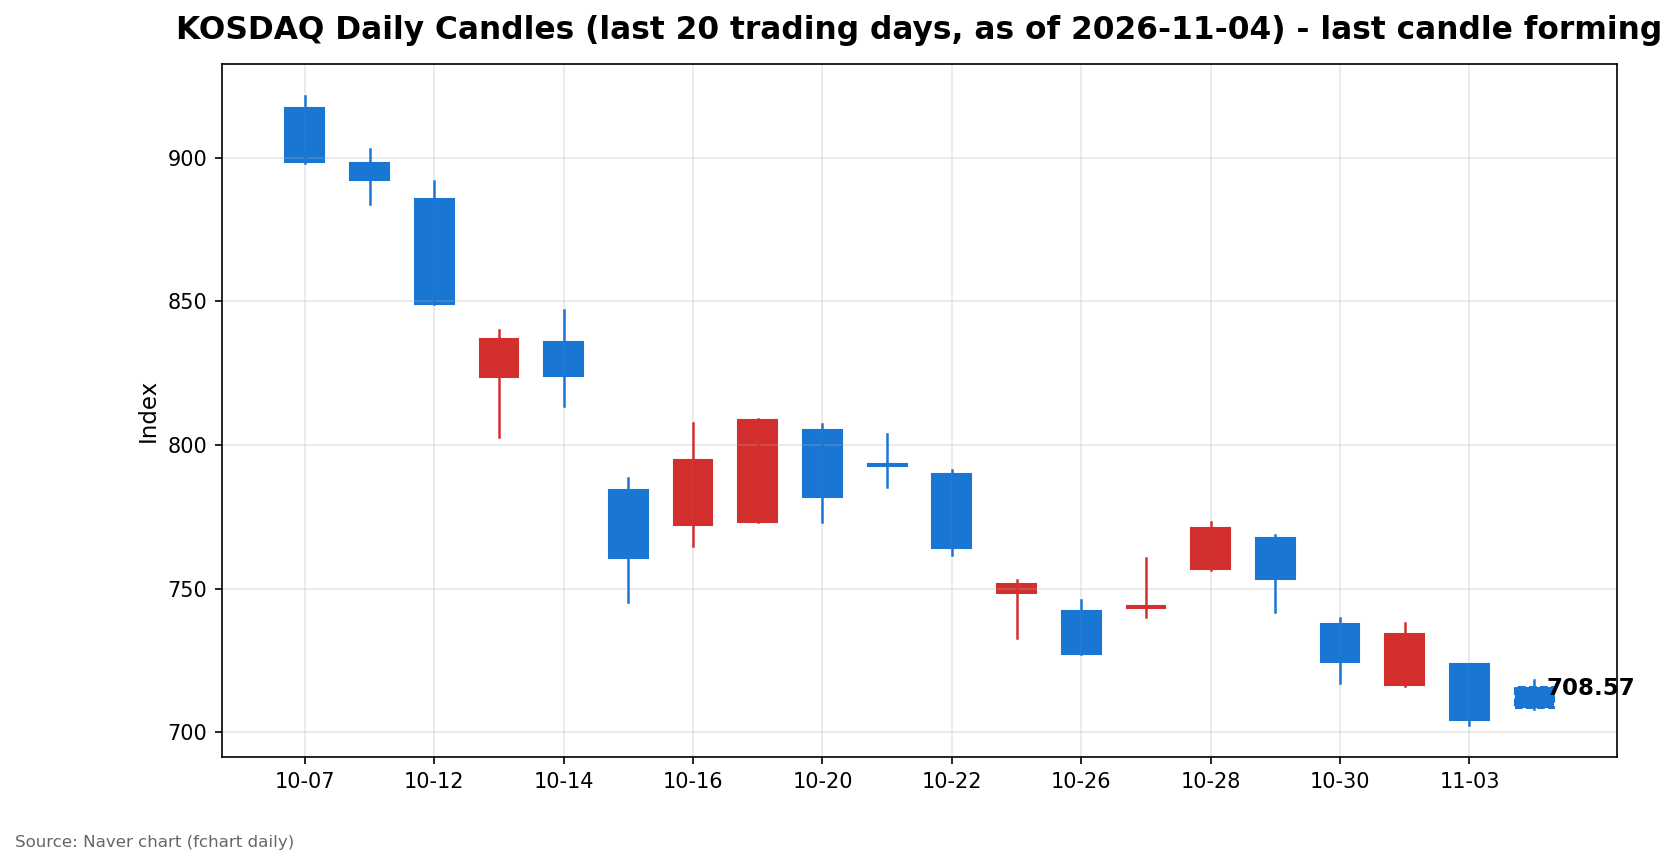 KOSDAQ Daily Candles (last 20 trading days, as of 2026-11-04) - last candle forming
Index
900
850
800
750
700
708.57
10-07 10-12 10-14 10-16 10-20 10-22 10-26 10-28 10-30 11-03
Source: Naver chart (fchart daily)